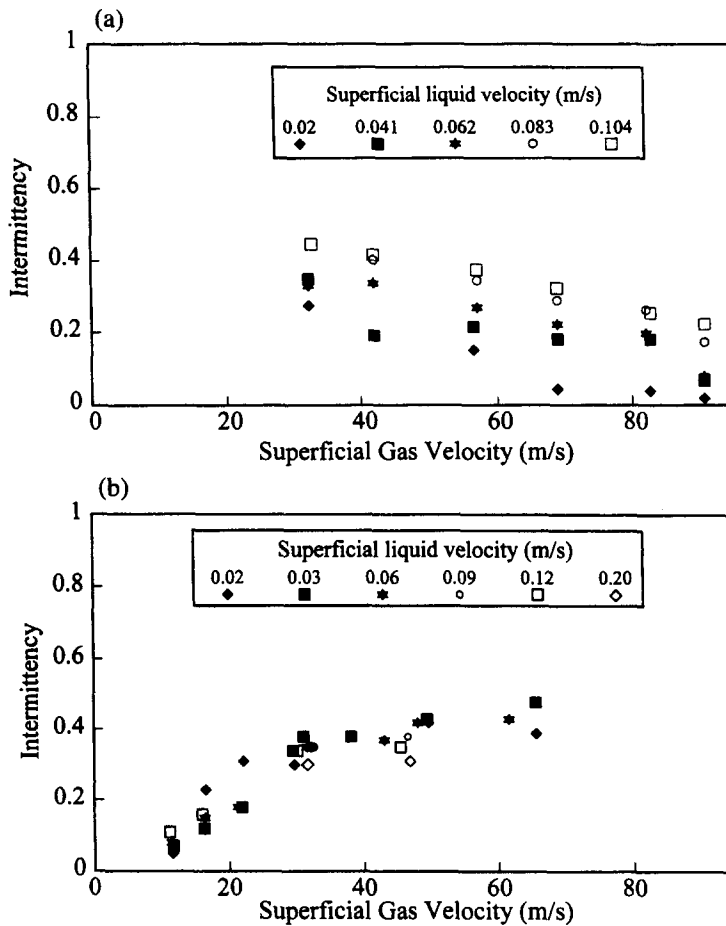 (a)
1
0.8
0.6
0.4
0.2
0
Intermittency
Superficial liquid velocity (m/s)
0.02 0.041 0.062 0.083 0.104
0 20 40 60 80
Superficial Gas Velocity (m/s)
(b)
1
0.8
0.6
0.4
0.2
0
Intermittency
Superficial liquid velocity (m/s)
0.02 0.03 0.06 0.09 0.12 0.20
0 20 40 60 80
Superficial Gas Velocity (m/s)